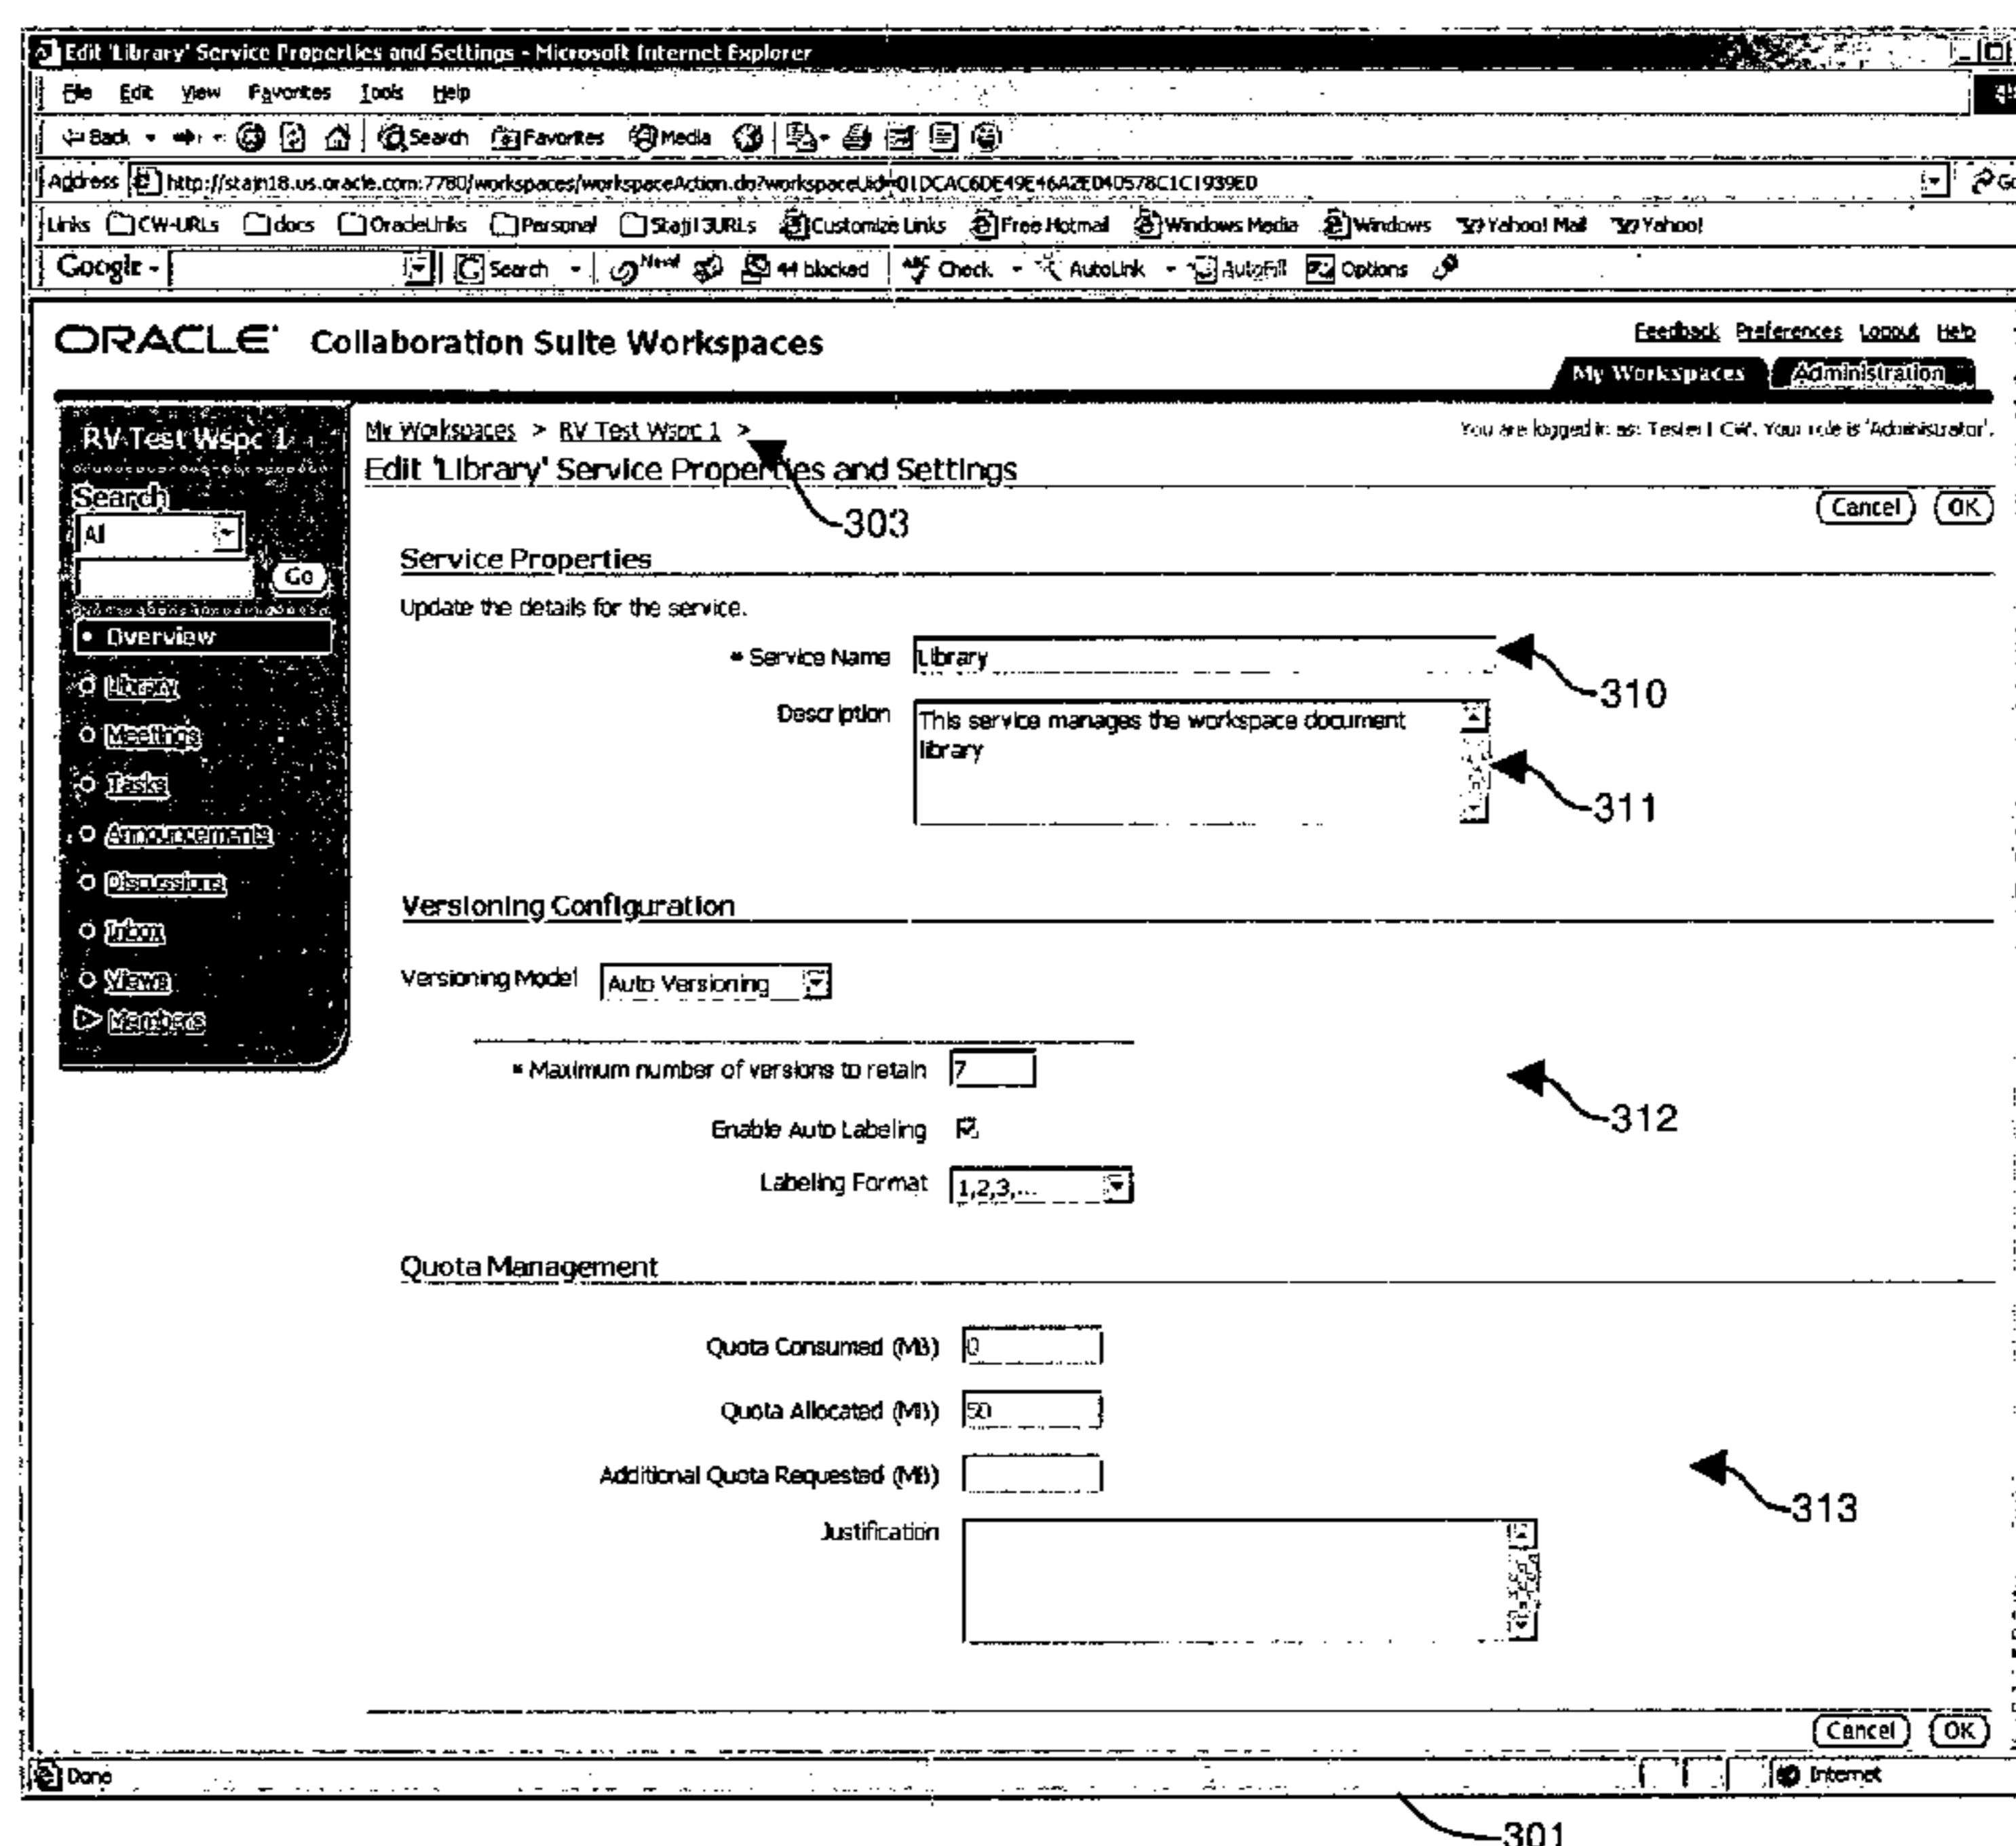 Edit 'Library' Service Properties and Settings - Microsoft Internet Explorer
File Edit View Favorites Tools Help
Back Search Favorites Media
Address http://stajn18.us.oracle.com:7780/workspaces/workspaceAction.do?workspaceUid=01DCAC6DE49E46A2E040578C1C1939E0 Go
Links CW-URLs docs OracleLinks Personal Customize Links Free Hotmail Windows Media Windows Yahoo! Mail Yahoo!
Google Search New! 44 blocked ABC Check AutoLink AutoFill Options
ORACLE Collaboration Suite Workspaces
Feedback Preferences Logout Help
My Workspaces Administration
RV Test Wspc 1
My Workspaces > RV Test Wspc 1 >
You are logged in as: Tester1 CW. Your role is 'Administrator'.
Edit 'Library' Service Properties and Settings
303
Cancel OK
Search
All
Go
Overview
Library
Meetings
Tasks
Announcements
Discussions
Inbox
Views
Members
Service Properties
Update the details for the service.
* Service Name Library
310
Description This service manages the workspace document
library
311
Versioning Configuration
Versioning Model Auto Versioning
* Maximum number of versions to retain 7
312
Enable Auto Labeling
Labeling Format 1,2,3,...
Quota Management
Quota Consumed (MB) 0
Quota Allocated (MB) 50
Additional Quota Requested (MB)
313
Justification
Cancel OK
Done Internet
301